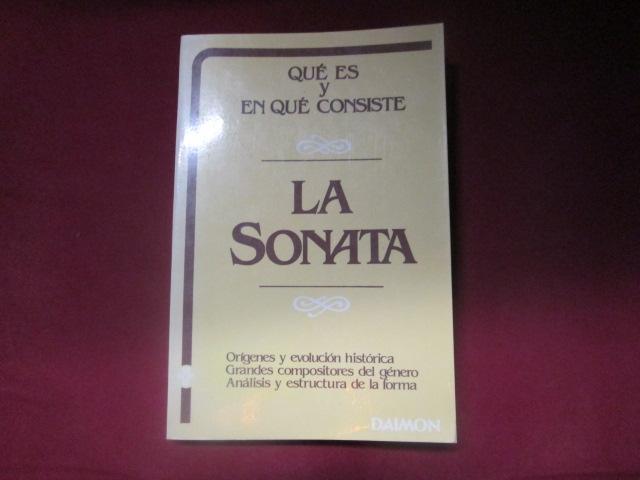 QUÉ ES
y
EN QUÉ CONSISTE
LA
SONATA
Orígenes y evolución histórica
Grandes compositores del género
Análisis y estructura de la forma
DAIMON